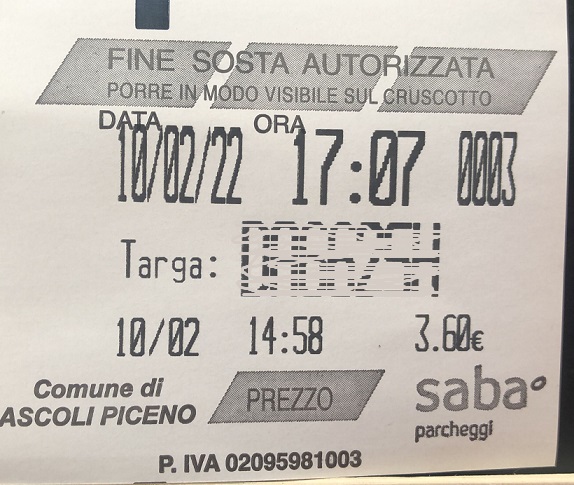 FINE SOSTA AUTORIZZATA
PORRE IN MODO VISIBILE SUL CRUSCOTTO
DATA ORA
10/02/22 17:07 0003
Targa:
10/02 14:58 3.60€
Comune di
ASCOLI PICENO
PREZZO
saba
parcheggi
P. IVA 02095981003